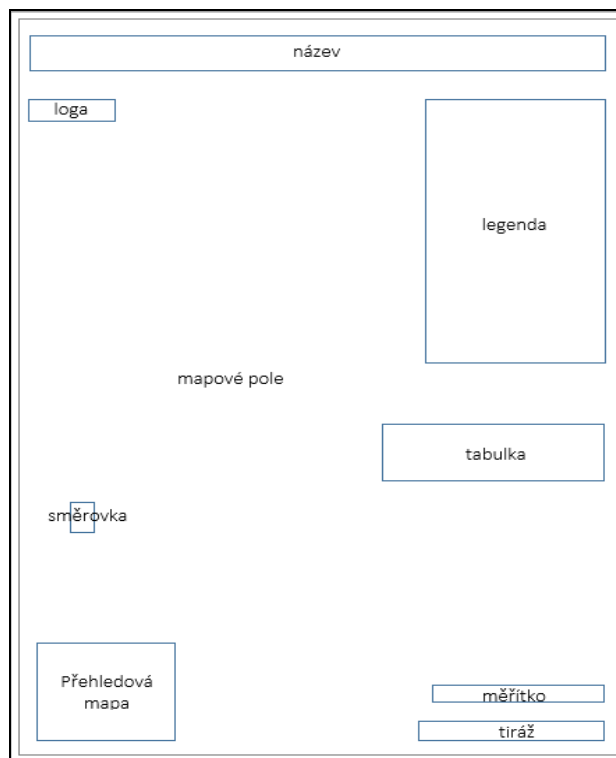 název
loga
legenda
mapové pole
tabulka
směrovka
Přehledová
mapa
měřítko
tiráž